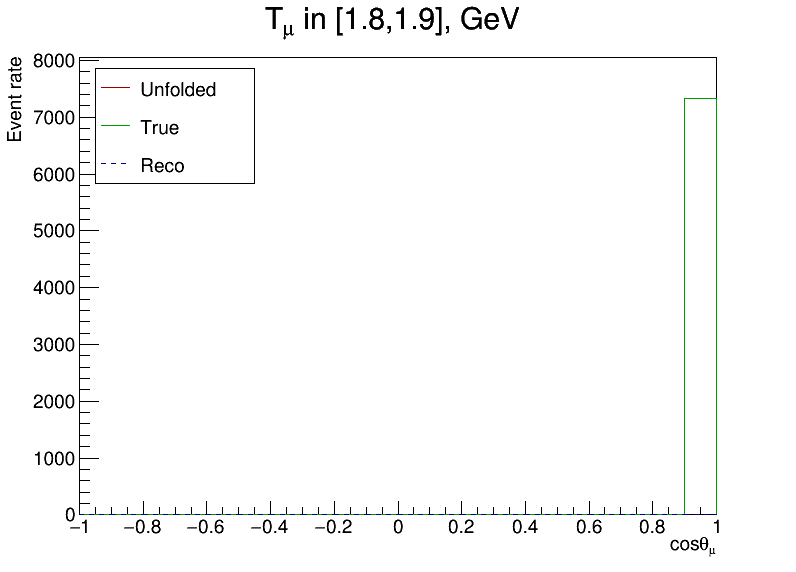 Tμ in [1.8,1.9], GeV
Event rate
8000
7000
6000
5000
4000
3000
2000
1000
0
Unfolded
True
Reco
−1 −0.8 −0.6 −0.4 −0.2 0 0.2 0.4 0.6 0.8 1
cosθμ